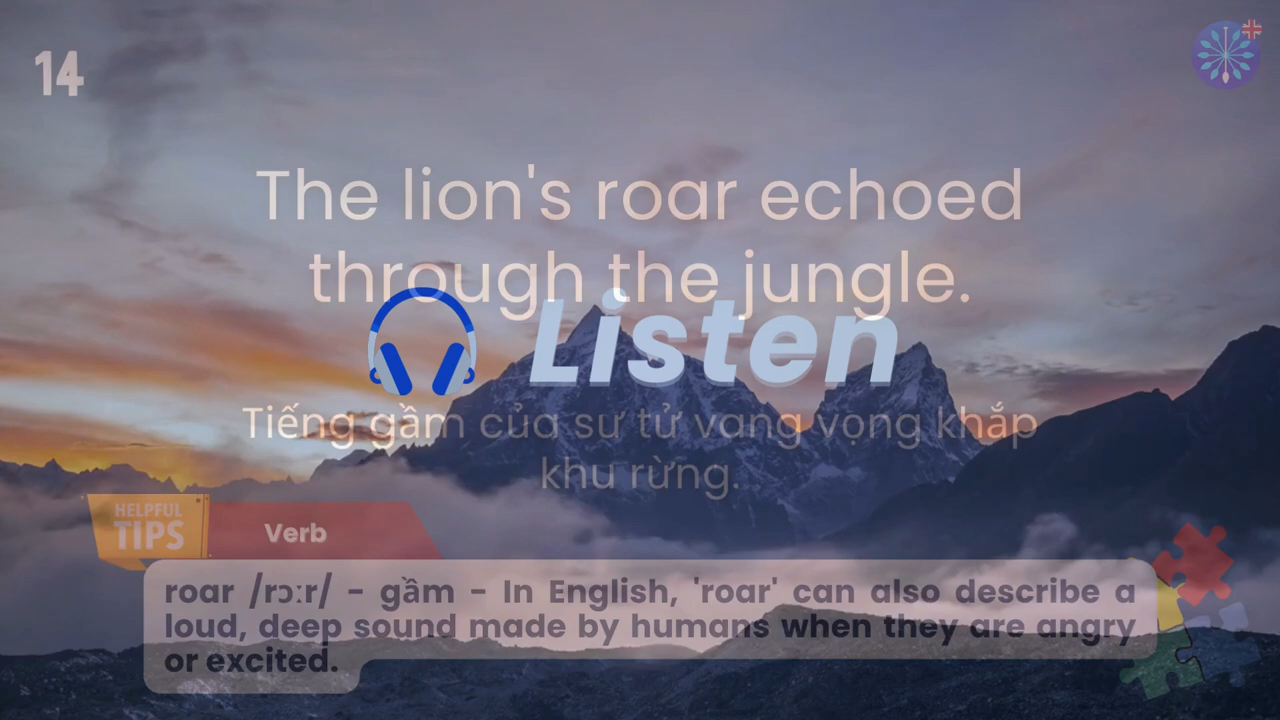 14
The lion's roar echoed
through the jungle.
Listen
Tiếng gầm của sư tử vang vọng khắp
khu rừng.
HELPFUL
TIPS
Verb
roar /rɔːr/ - gầm - In English, 'roar' can also describe a
loud, deep sound made by humans when they are angry
or excited.